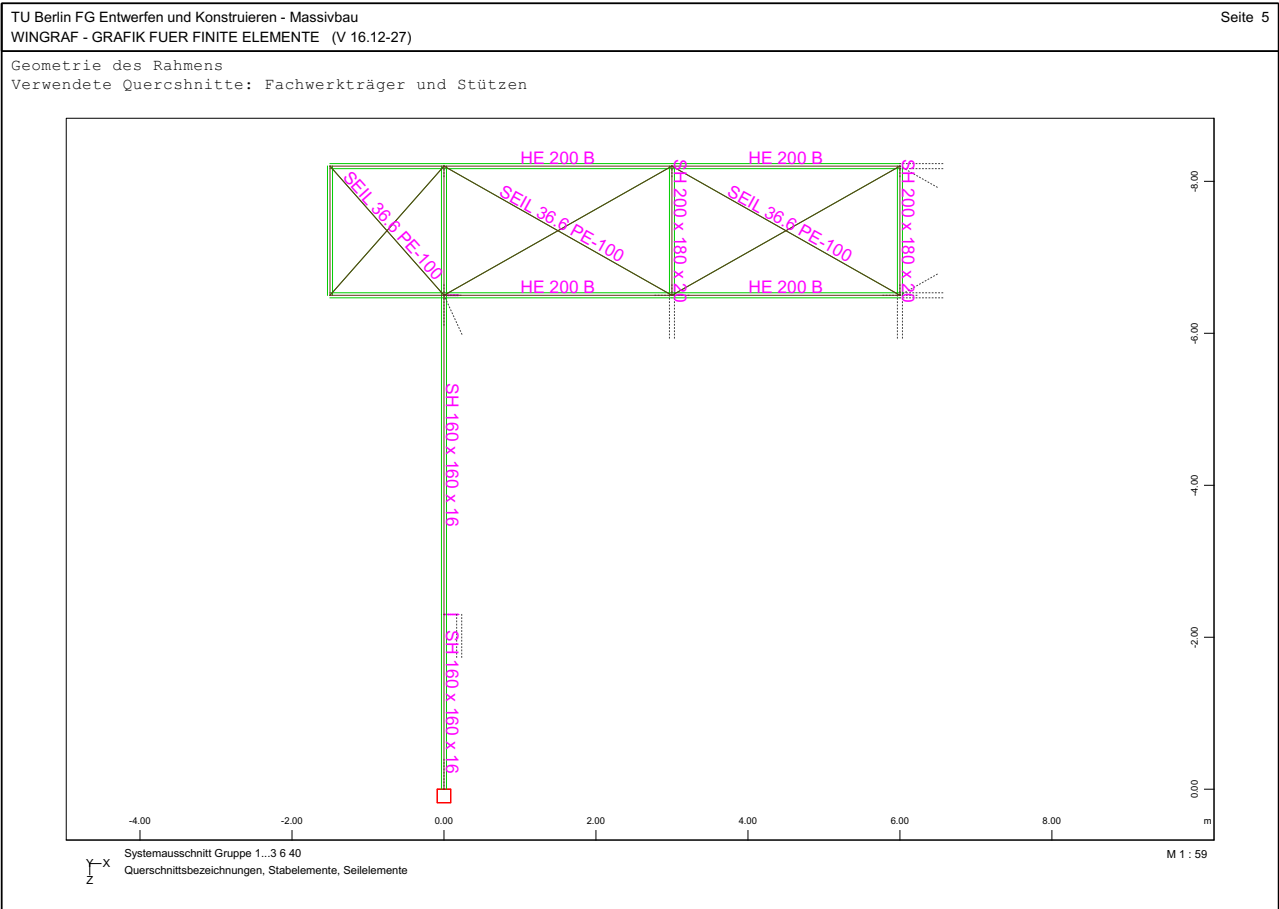 TU Berlin FG Entwerfen und Konstruieren - Massivbau Seite 5
WINGRAF - GRAFIK FUER FINITE ELEMENTE (V 16.12-27)
Geometrie des Rahmens
Verwendete Quercshnitte: Fachwerkträger und Stützen
HE 200 B HE 200 B
SEIL 36.6 PE-100
SEIL 36.6 PE-100
SH 200 x 180 x 20
SEIL 36.6 PE-100
SH 200 x 180 x 20
HE 200 B HE 200 B
SH 160 x 160 x 16
SH 160 x 160 x 16
-8.00
-6.00
-4.00
-2.00
0.00
-4.00 -2.00 0.00 2.00 4.00 6.00 8.00 m
Y X
Z
Systemausschnitt Gruppe 1...3 6 40 M 1 : 59
Querschnittsbezeichnungen, Stabelemente, Seilelemente